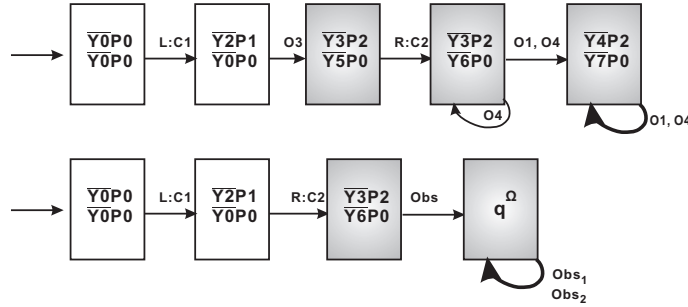 Y0P0 L:C1 Y2P1 O3 Y3P2 R:C2 Y3P2 O1, O4 Y4P2
Y0P0 Y0P0 Y5P0 Y6P0 Y7P0
O4 O1, O4
Y0P0 L:C1 Y2P1 R:C2 Y3P2 Obs qΩ
Y0P0 Y0P0 Y6P0
Obs1
Obs2